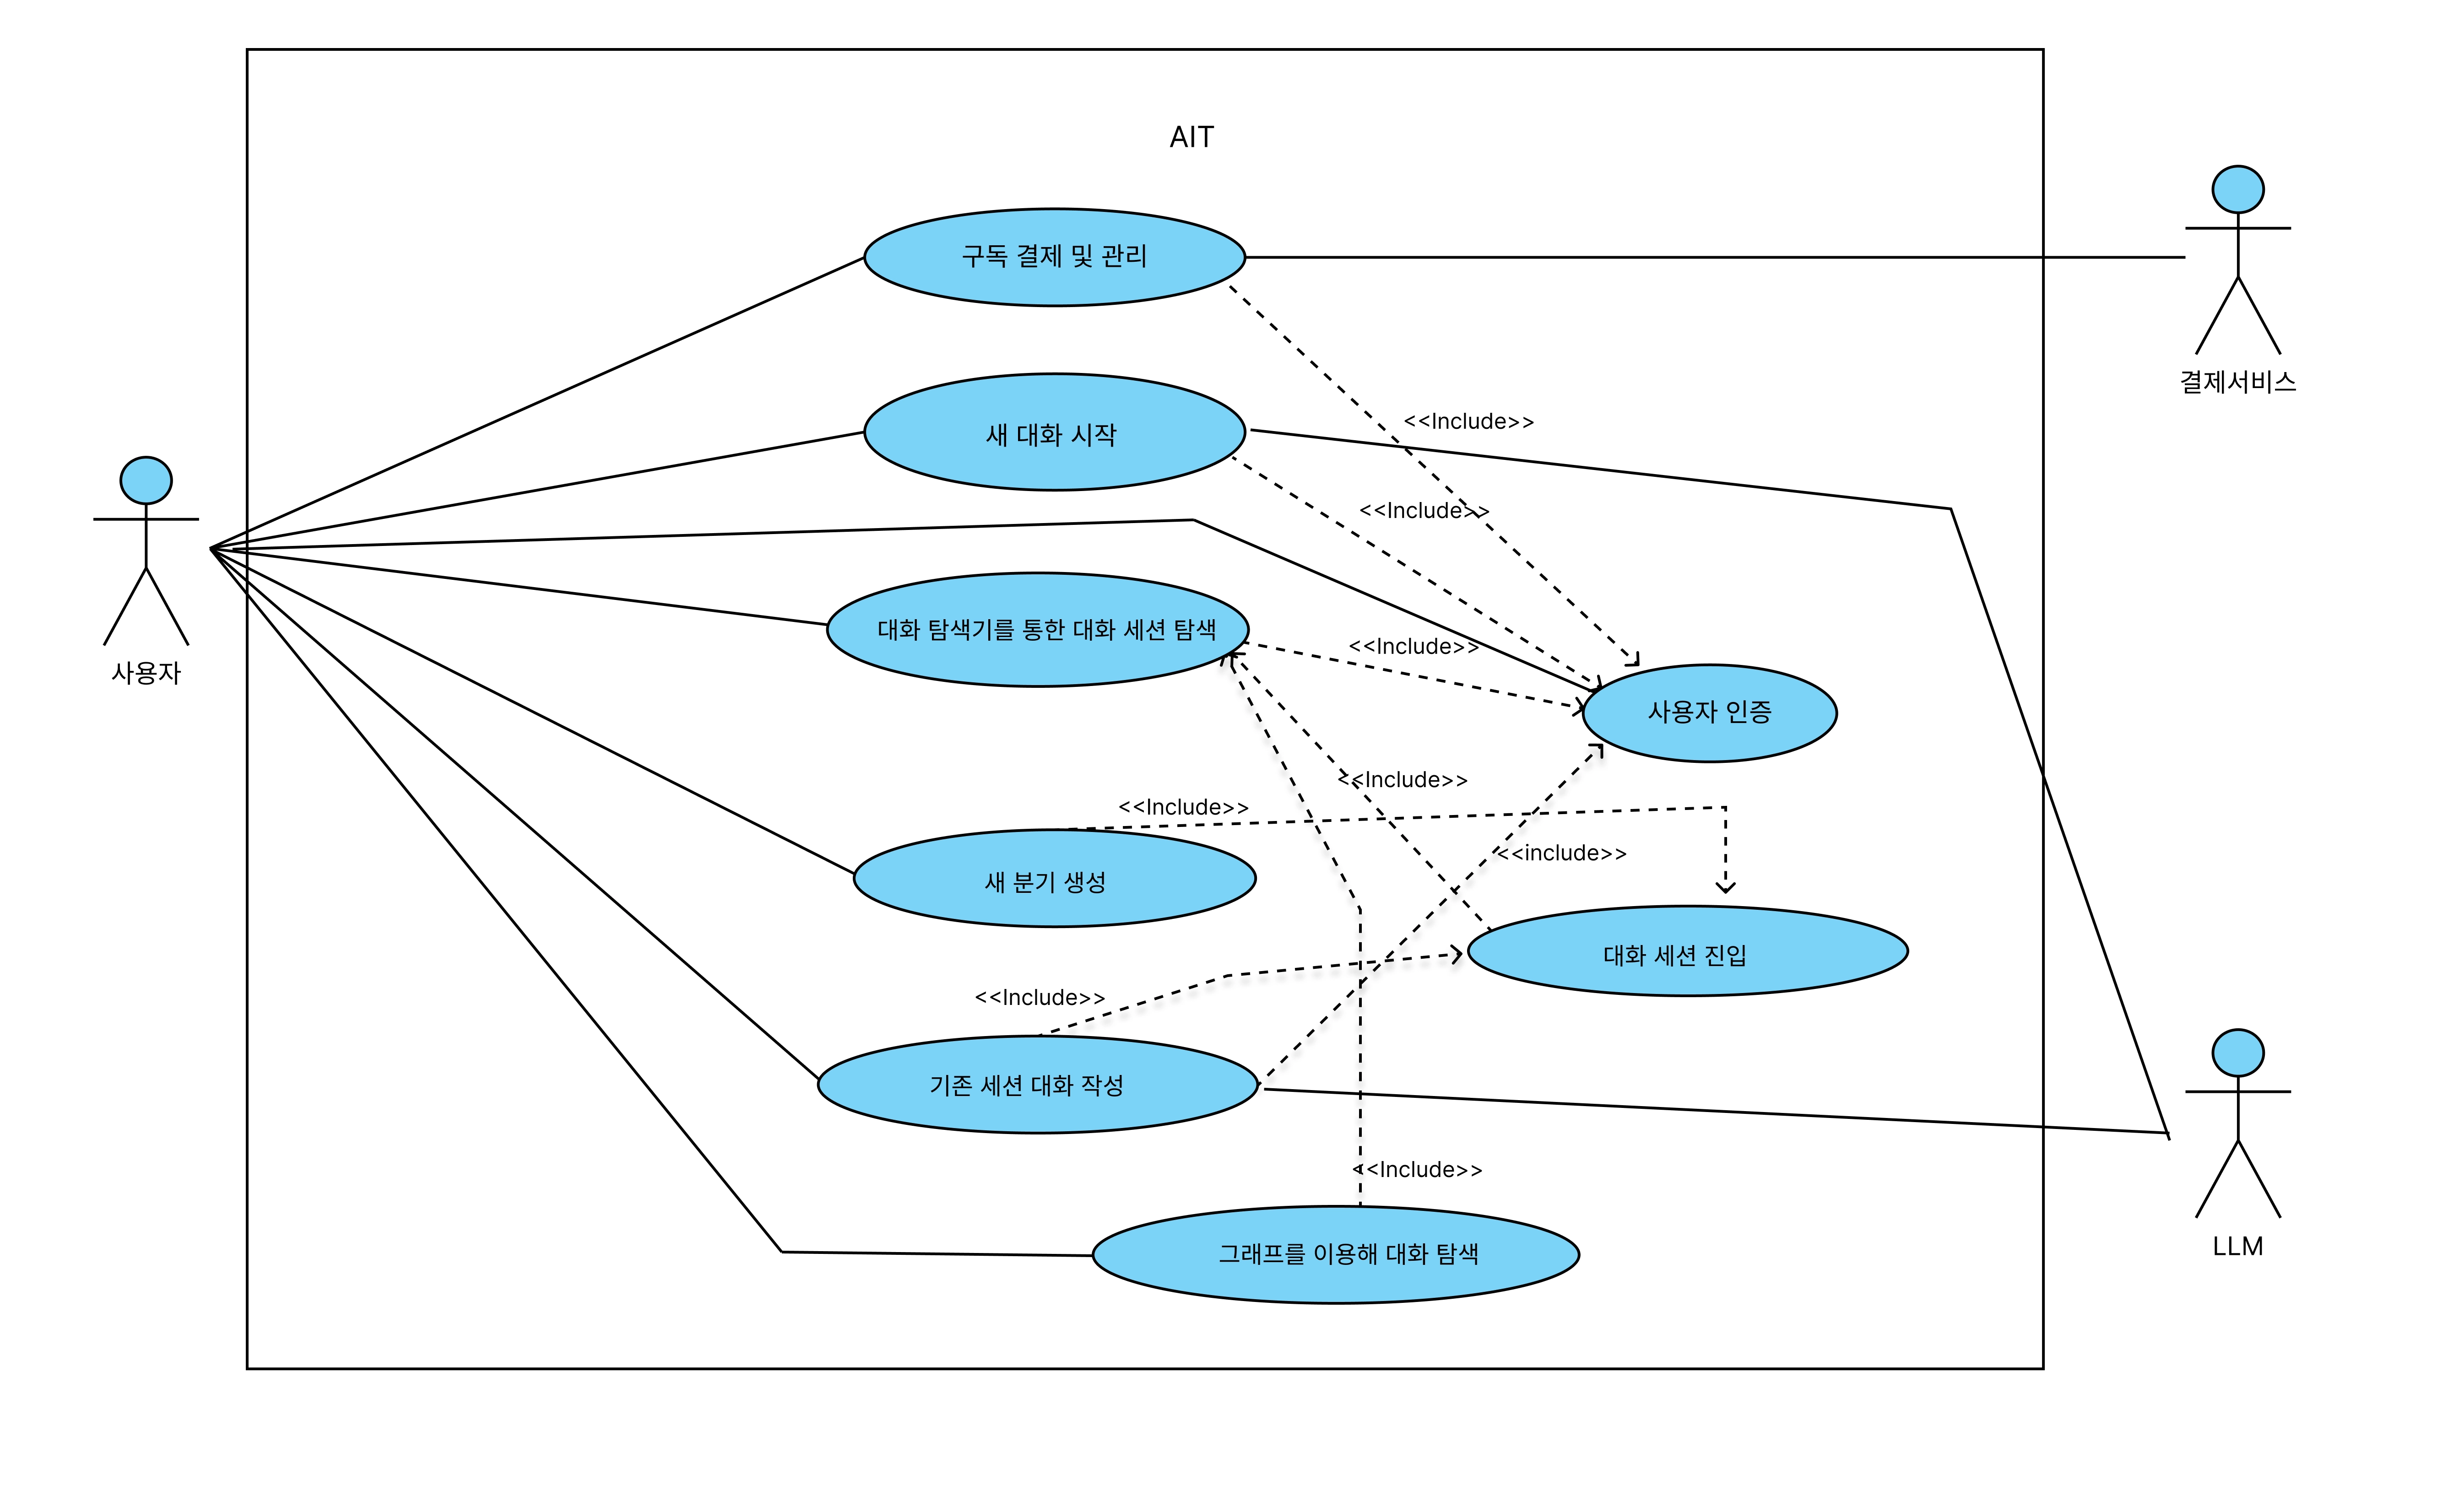 AIT
구독 결제 및 관리
결제서비스
<<Include>>
새 대화 시작
<<Include>>
사용자
대화 탐색기를 통한 대화 세션 탐색
<<Include>>
사용자 인증
<<Include>>
<<Include>>
<<include>>
새 분기 생성
대화 세션 진입
<<Include>>
기존 세션 대화 작성
<<Include>>
그래프를 이용해 대화 탐색
LLM